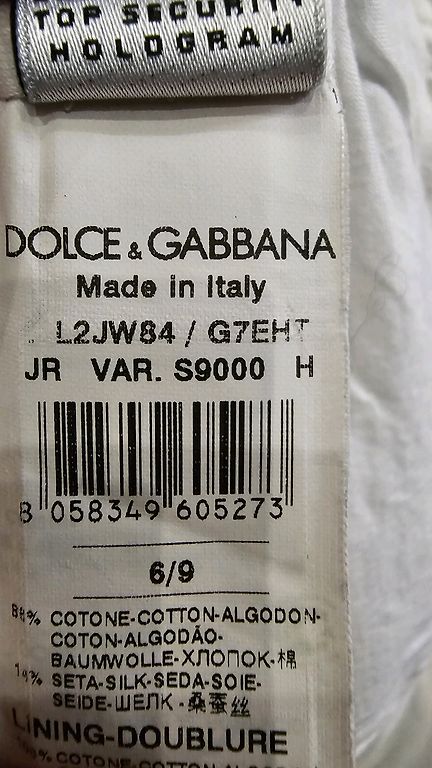 TOP SECURITY
HOLOGRAM
DOLCE & GABBANA
Made in Italy
L2JW84 / G7EHT
JR VAR. S9000 H
8 058349 605273
6/9
COTONE-COTTON-ALGODON-
COTON-ALGODÃO-
BAUMWOLLE-ХЛОПОК-棉
SETA-SILK-SEDA-SOIE-
SEIDE-ШЕЛК-桑蚕丝
LINING-DOUBLURE